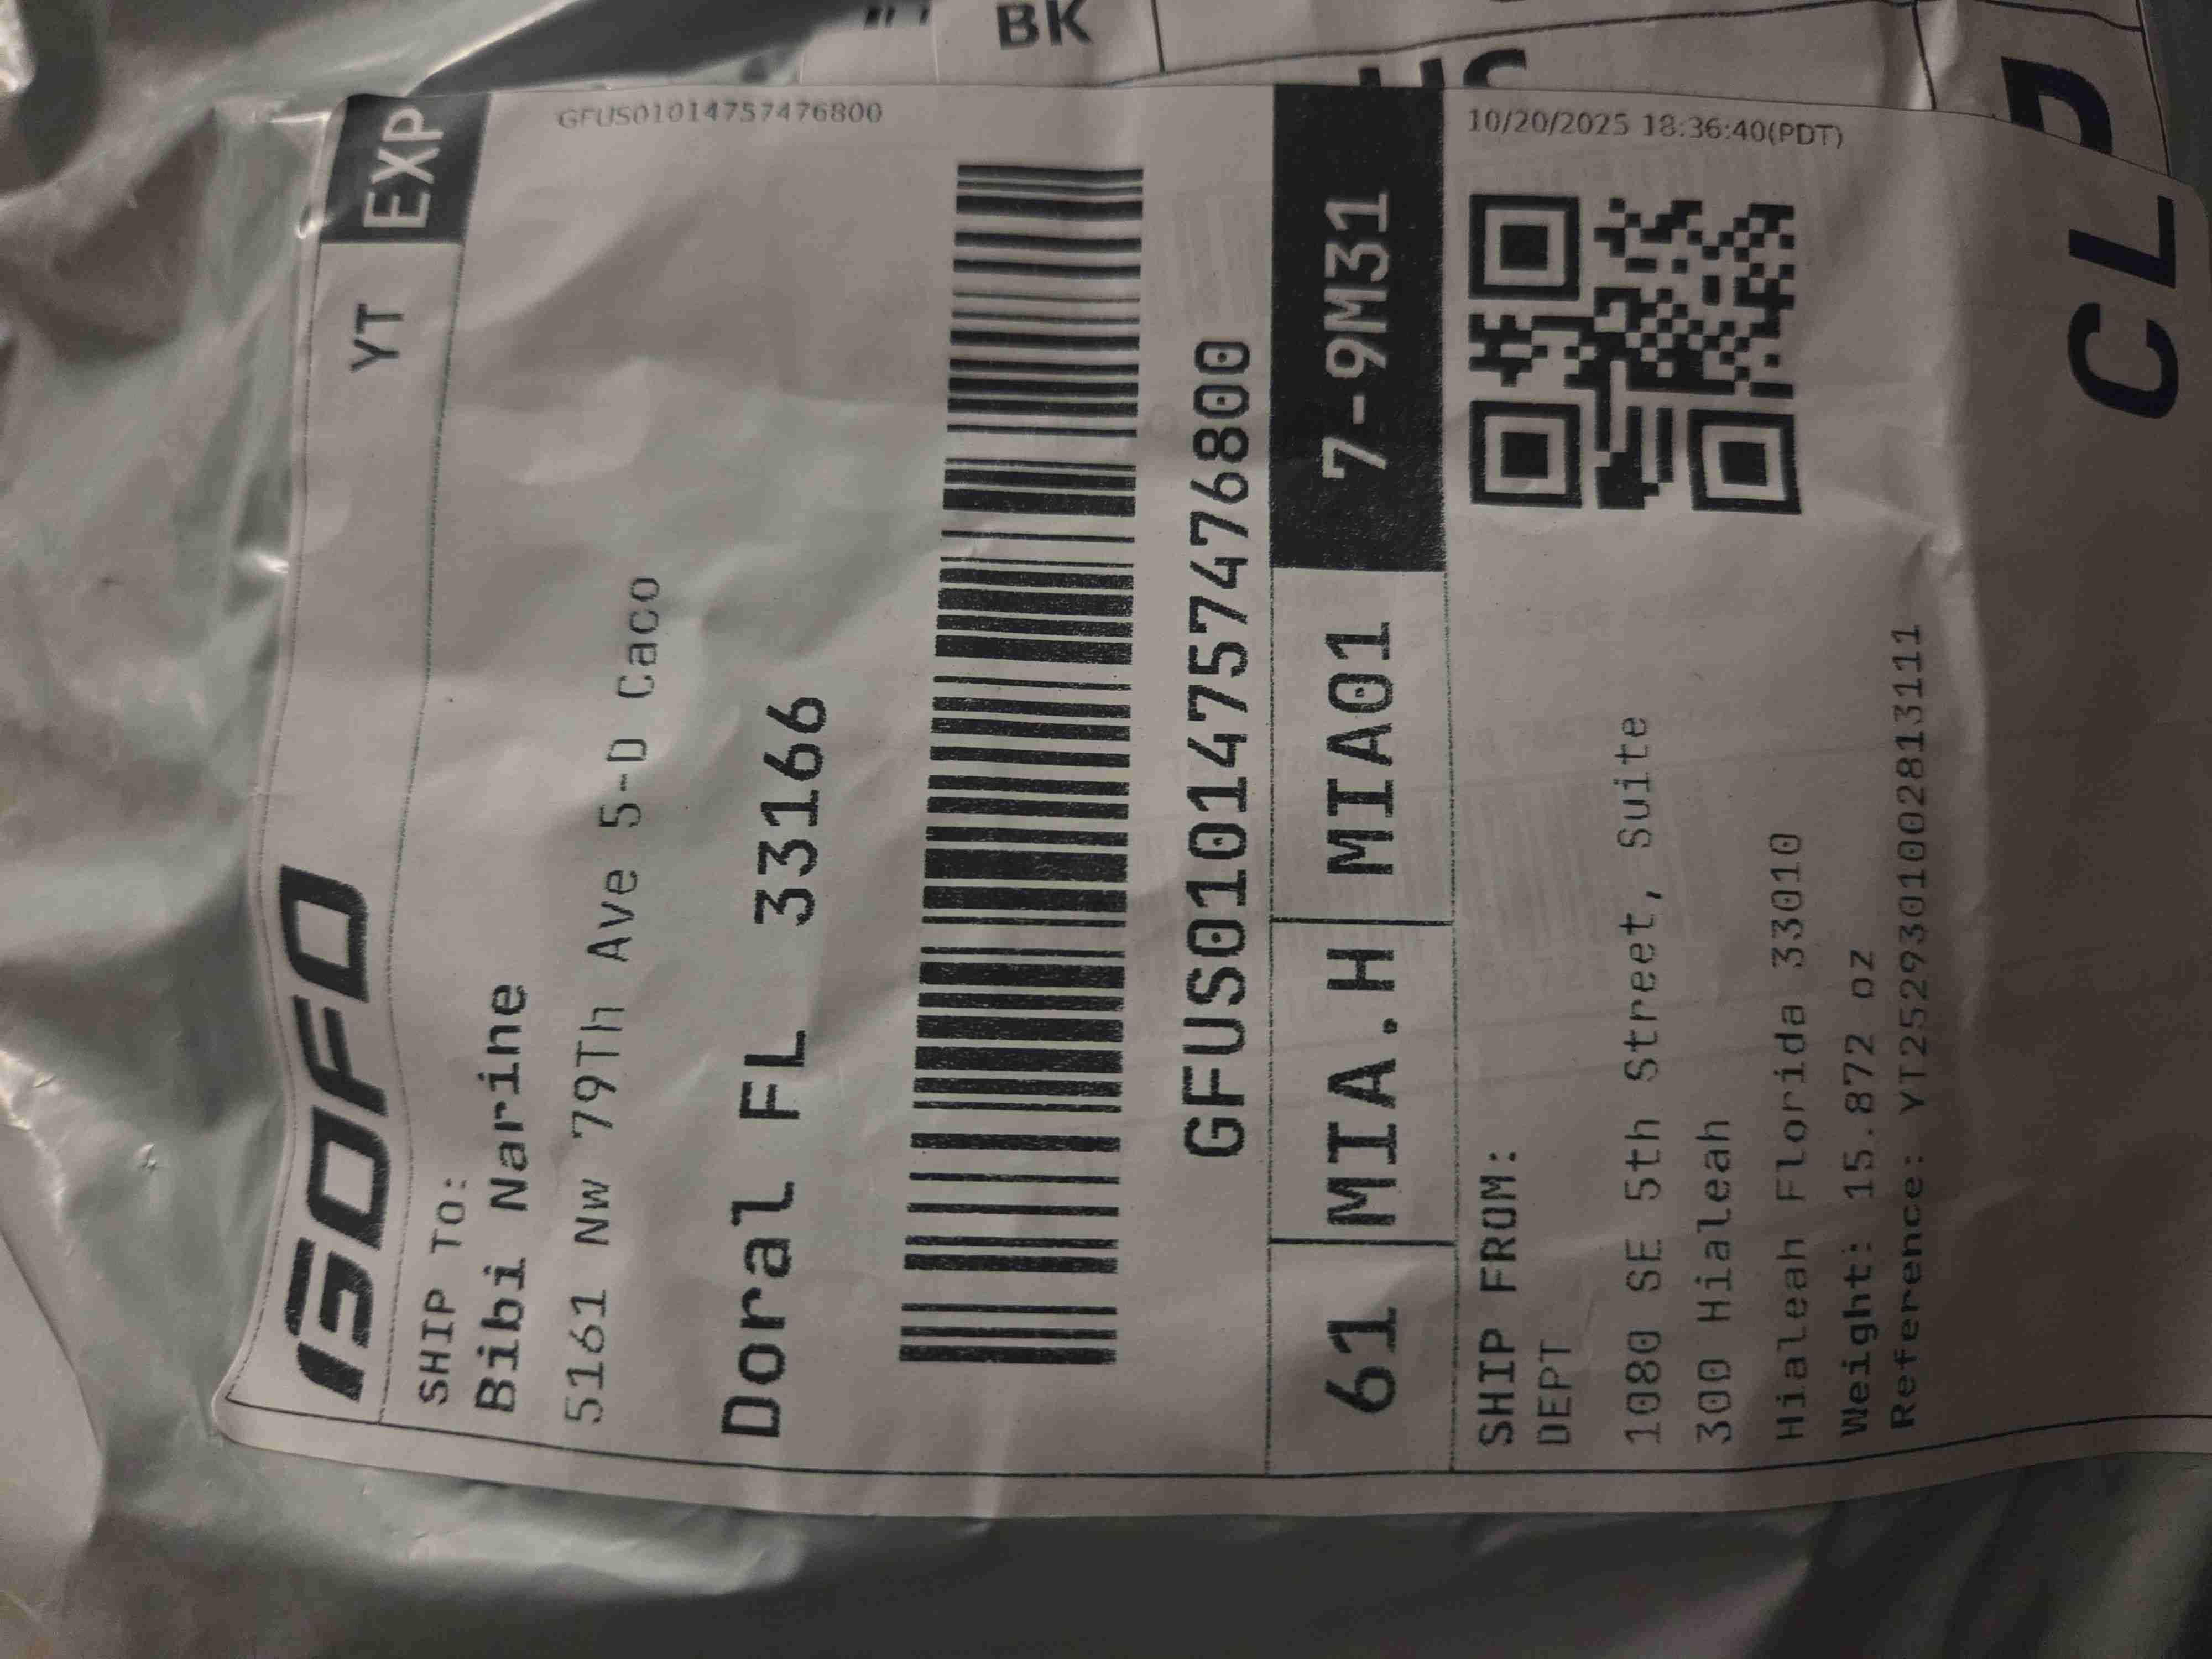 GOFO
YT EXP
GFUS01014757476800
SHIP TO:
Bibi Narine
5161 Nw 79Th Ave 5-D Caco
Doral FL 33166
GFUS01014757476800
61 MIA.H MIA01 7-9M31
10/20/2025 18:36:40(PDT)
SHIP FROM:
DEPT
1080 SE 5th Street, Suite
300 Hialeah
Hialeah Florida 33010
Weight: 15.872 oz
Reference: YT2529301002813111
BK
CL